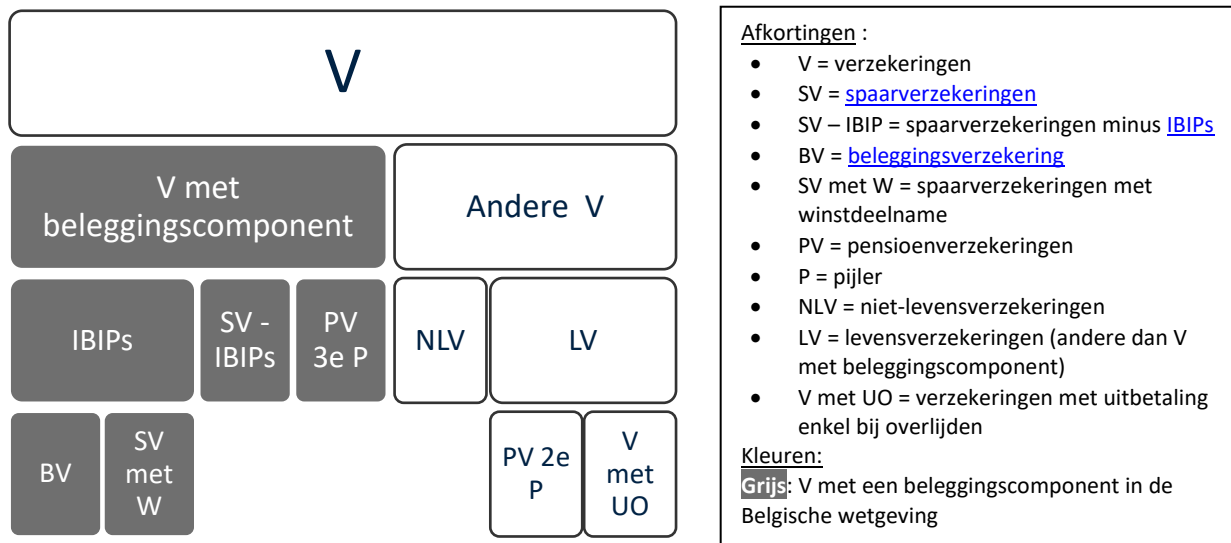 V
V met
beleggingscomponent
Andere V
IBIPs
SV -
IBIPs
PV
3e P
NLV
LV
BV
SV
met
W
PV 2e
P
V
met
UO
Afkortingen :
• V = verzekeringen
• SV = spaarverzekeringen
• SV – IBIP = spaarverzekeringen minus IBIPs
• BV = beleggingsverzekering
• SV met W = spaarverzekeringen met
winstdeelname
• PV = pensioenverzekeringen
• P = pijler
• NLV = niet-levensverzekeringen
• LV = levensverzekeringen (andere dan V
met beleggingscomponent)
• V met UO = verzekeringen met uitbetaling
enkel bij overlijden
Kleuren:
Grijs: V met een beleggingscomponent in de
Belgische wetgeving